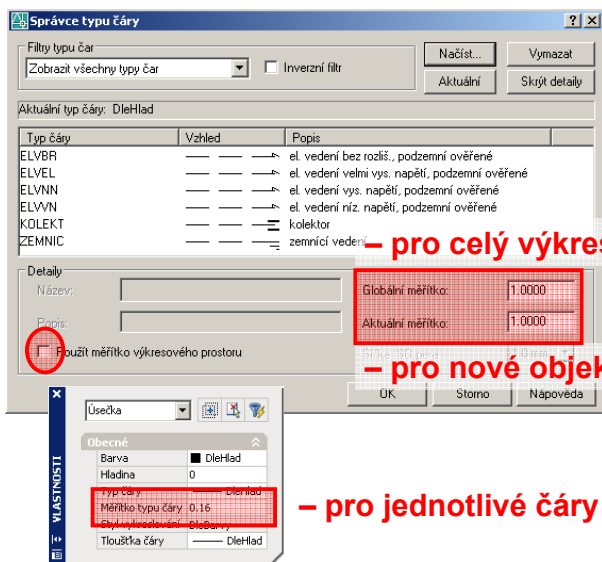 Správce typu čáry
Filtry typu čar
Zobrazit všechny typy čar
Inverzní filtr
Načíst...
Vymazat
Aktuální
Skrýt detaily
Aktuální typ čáry: DleHlad
Typ čáry Vzhled Popis
ELVBR el. vedení bez rozliš., podzemní ověřené
ELVEL el. vedení velmi vys. napětí, podzemní ověřené
ELVNN el. vedení vys. napětí, podzemní ověřené
ELVVN el. vedení níz. napětí, podzemní ověřené
KOLEKT kolektor
ZEMNIC zemnící vedení
– pro celý výkres
Detaily
Název:
Popis:
Globální měřítko: 1.0000
Aktuální měřítko: 1.0000
Použít měřítko výkresového prostoru
– pro nové objek
OK
Storno
Nápověda
VLASTNOSTI
Úsečka
Obecné
Barva DleHlad
Hladina 0
Typ čáry DleHlad
Měřítko typu čáry 0.16
Styl vykreslování DleBarvy
Tloušťka čáry DleHlad
– pro jednotlivé čáry